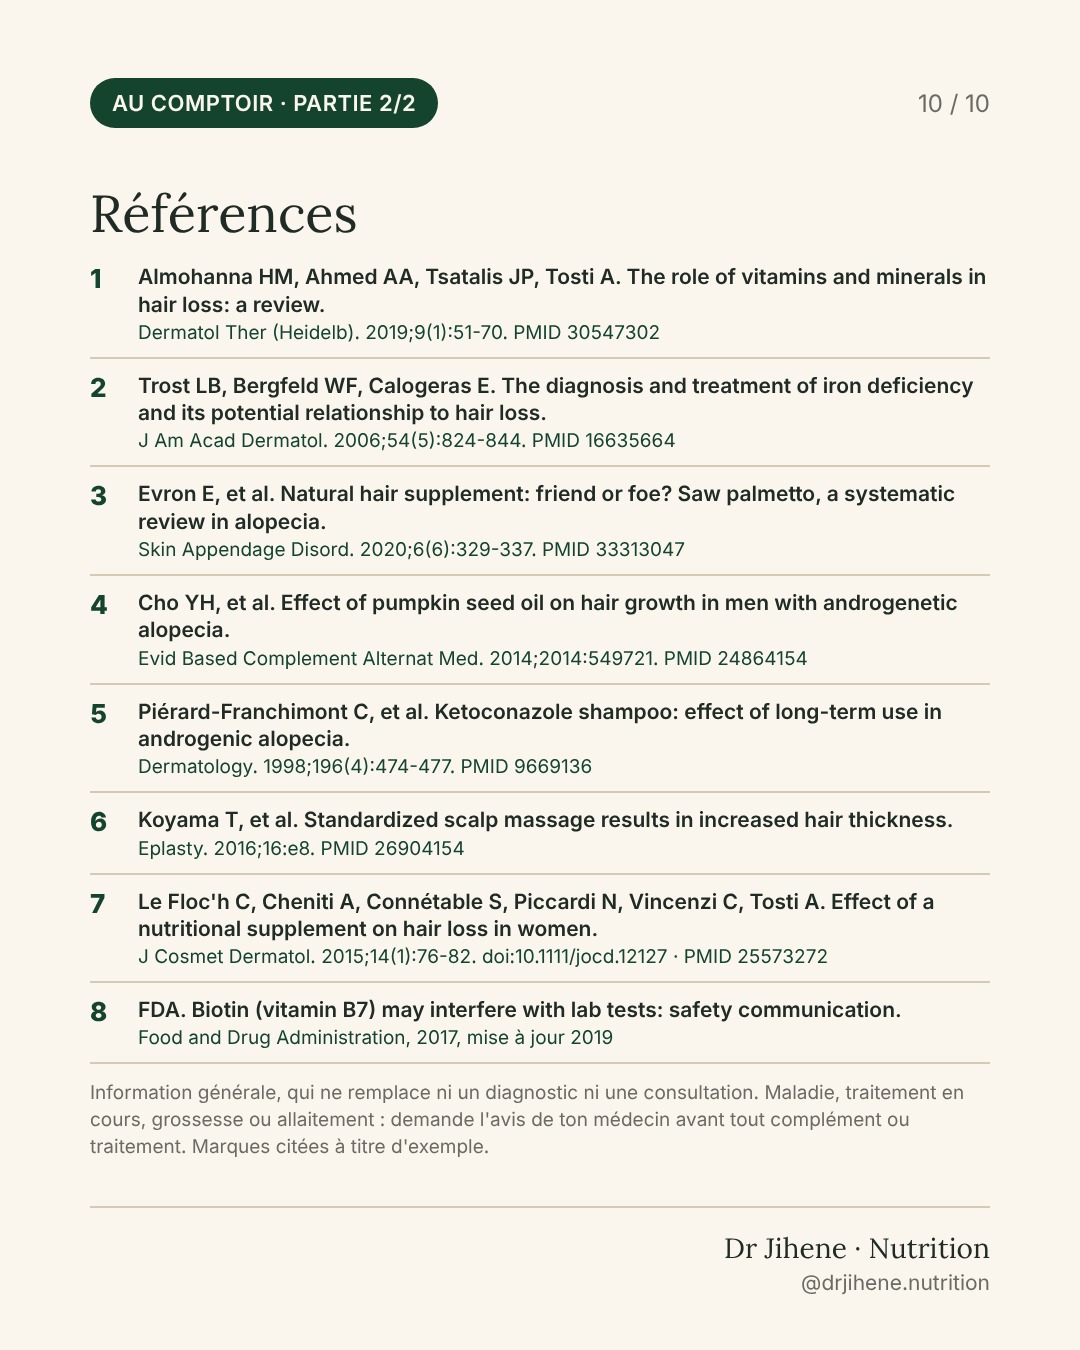 AU COMPTOIR · PARTIE 2/2
10 / 10
Références
1
Almohanna HM, Ahmed AA, Tsatalis JP, Tosti A. The role of vitamins and minerals in
hair loss: a review.
Dermatol Ther (Heidelb). 2019;9(1):51-70. PMID 30547302
2
Trost LB, Bergfeld WF, Calogeras E. The diagnosis and treatment of iron deficiency
and its potential relationship to hair loss.
J Am Acad Dermatol. 2006;54(5):824-844. PMID 16635664
3
Evron E, et al. Natural hair supplement: friend or foe? Saw palmetto, a systematic
review in alopecia.
Skin Appendage Disord. 2020;6(6):329-337. PMID 33313047
4
Cho YH, et al. Effect of pumpkin seed oil on hair growth in men with androgenetic
alopecia.
Evid Based Complement Alternat Med. 2014;2014:549721. PMID 24864154
5
Piérard-Franchimont C, et al. Ketoconazole shampoo: effect of long-term use in
androgenic alopecia.
Dermatology. 1998;196(4):474-477. PMID 9669136
6
Koyama T, et al. Standardized scalp massage results in increased hair thickness.
Eplasty. 2016;16:e8. PMID 26904154
7
Le Floc'h C, Cheniti A, Connétable S, Piccardi N, Vincenzi C, Tosti A. Effect of a
nutritional supplement on hair loss in women.
J Cosmet Dermatol. 2015;14(1):76-82. doi:10.1111/jocd.12127 · PMID 25573272
8
FDA. Biotin (vitamin B7) may interfere with lab tests: safety communication.
Food and Drug Administration, 2017, mise à jour 2019
Information générale, qui ne remplace ni un diagnostic ni une consultation. Maladie, traitement en
cours, grossesse ou allaitement : demande l'avis de ton médecin avant tout complément ou
traitement. Marques citées à titre d'exemple.
Dr Jihene · Nutrition
@drjihene.nutrition